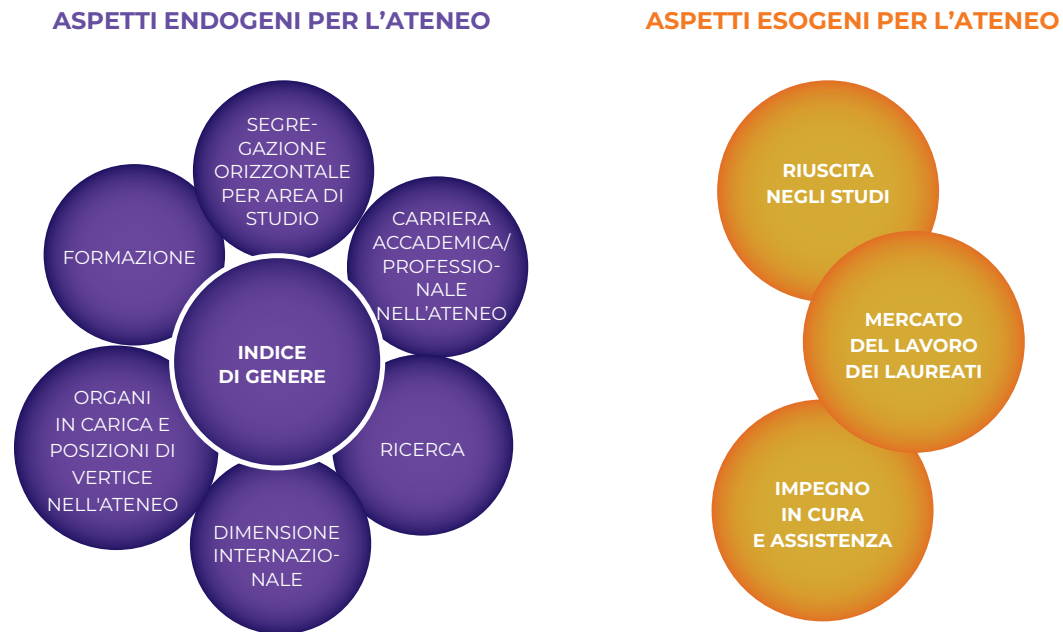 ASPETTI ENDOGENI PER L’ATENEO
SEGRE-
GAZIONE
ORIZZONTALE
PER AREA DI
STUDIO
CARRIERA
ACCADEMICA/
PROFESSIO-
NALE
NELL’ATENEO
FORMAZIONE
INDICE
DI GENERE
ORGANI
IN CARICA E
POSIZIONI DI
VERTICE
NELL'ATENEO
RICERCA
DIMENSIONE
INTERNAZIO-
NALE
ASPETTI ESOGENI PER L’ATENEO
RIUSCITA
NEGLI STUDI
MERCATO
DEL LAVORO
DEI LAUREATI
IMPEGNO
IN CURA
E ASSISTENZA